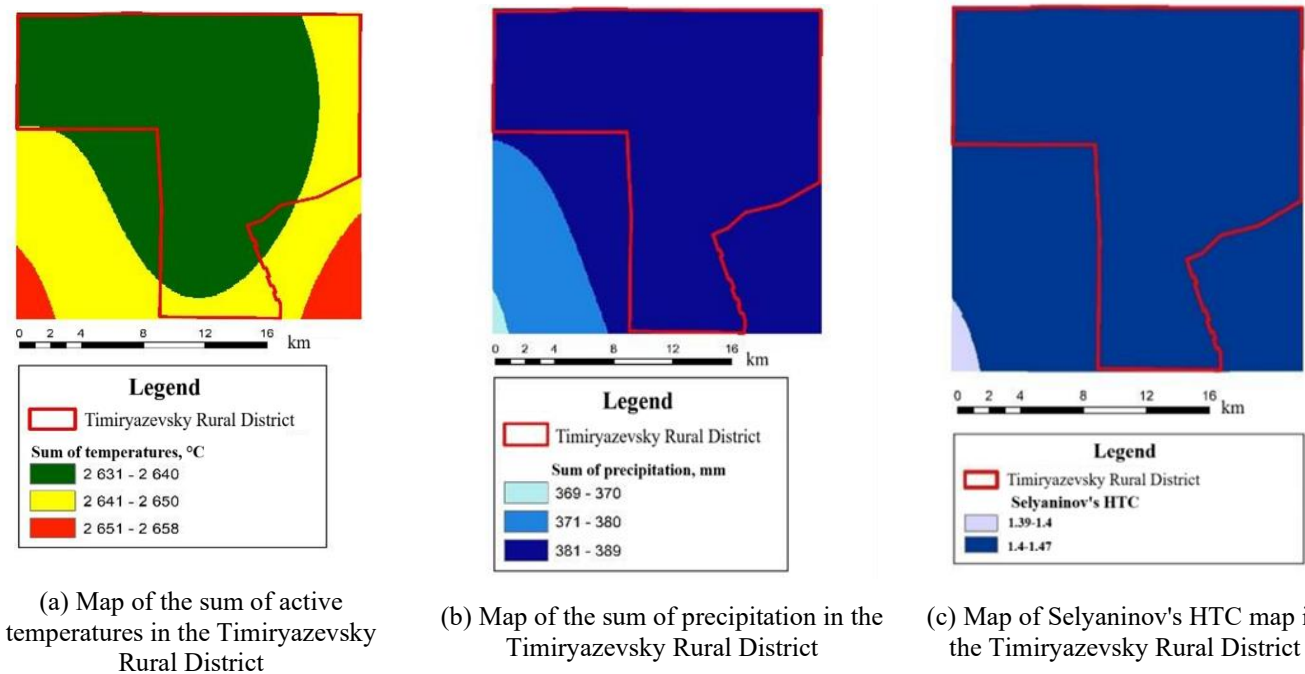 0 2 4 8 12 16
km
Legend
Timiryazevsky Rural District
Sum of temperatures, °C
2 631 - 2 640
2 641 - 2 650
2 651 - 2 658
(a) Map of the sum of active
temperatures in the Timiryazevsky
Rural District
0 2 4 8 12 16
km
Legend
Timiryazevsky Rural District
Sum of precipitation, mm
369 - 370
371 - 380
381 - 389
(b) Map of the sum of precipitation in the
Timiryazevsky Rural District
0 2 4 8 12 16
km
Legend
Timiryazevsky Rural District
Selyaninov's HTC
1.39-1.4
1.4-1.47
(c) Map of Selyaninov's HTC map i
the Timiryazevsky Rural District